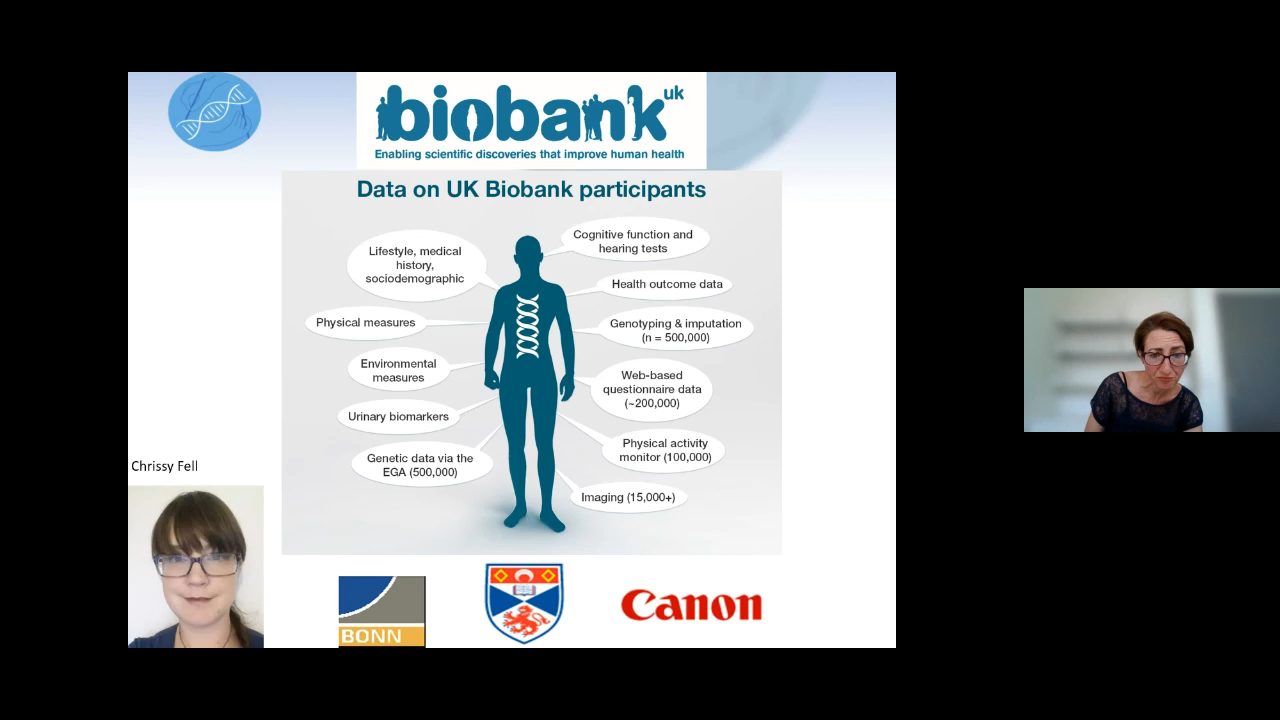 biobank uk
Enabling scientific discoveries that improve human health
Data on UK Biobank participants
Lifestyle, medical
history,
sociodemographic
Cognitive function and
hearing tests
Health outcome data
Physical measures
Genotyping & imputation
(n = 500,000)
Environmental
measures
Web-based
questionnaire data
(~200,000)
Urinary biomarkers
Physical activity
monitor (100,000)
Genetic data via the
EGA (500,000)
Imaging (15,000+)
Chrissy Fell
BONN
Canon